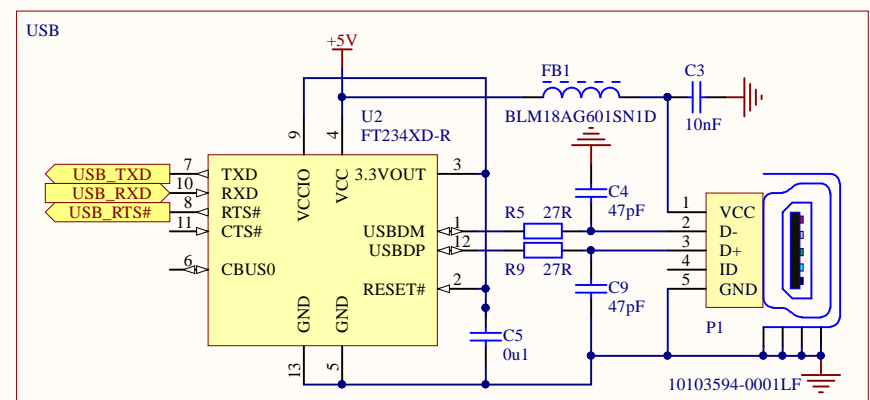 USB
+5V
FB1
C3
BLM18AG601SN1D
10nF
U2
FT234XD-R
9
4
USB_TXD
7
TXD
VCCIO
VCC
3.3VOUT
3
USB_RXD
10
RXD
USB_RTS#
8
RTS#
11
CTS#
6
CBUS0
USBDM
1
USBDP
12
RESET#
2
GND
GND
13
5
R5
27R
R9
27R
C4
47pF
C9
47pF
C5
0u1
1
VCC
2
D-
3
D+
4
ID
5
GND
P1
10103594-0001LF